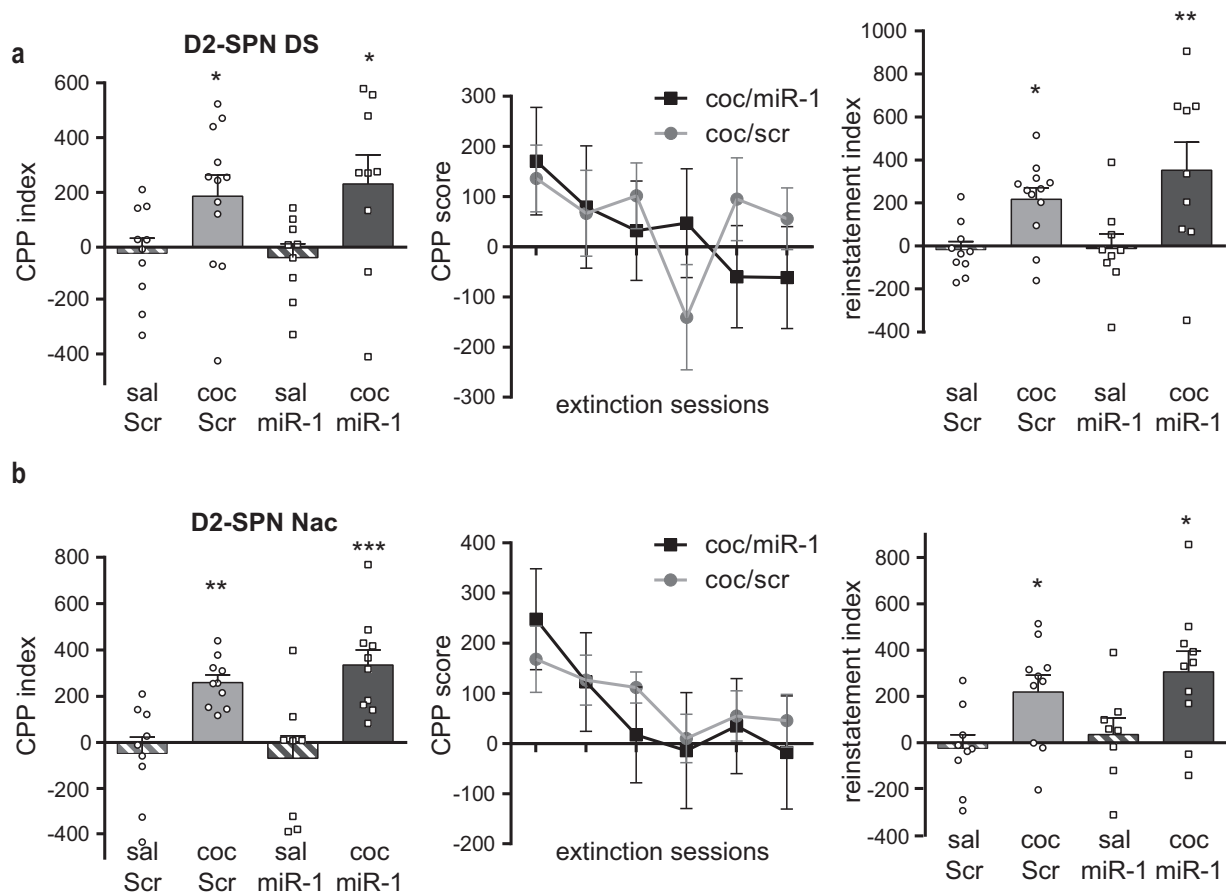 a
D2-SPN DS
CPP index
600
400
200
0
-200
-400
*
*
sal coc sal coc
Scr Scr miR-1 miR-1
CPP score
300
200
100
0
-100
-200
-300
coc/miR-1
coc/scr
extinction sessions
reinstatement index
1000
800
600
400
200
0
-200
-400
*
**
sal coc sal coc
Scr Scr miR-1 miR-1
b
D2-SPN Nac
CPP index
800
600
400
200
0
-200
-400
**
***
sal coc sal coc
Scr Scr miR-1 miR-1
CPP score
400
300
200
100
0
-100
-200
coc/miR-1
coc/scr
extinction sessions
reinstatement index
800
600
400
200
0
-200
-400
*
*
sal coc sal coc
Scr Scr miR-1 miR-1